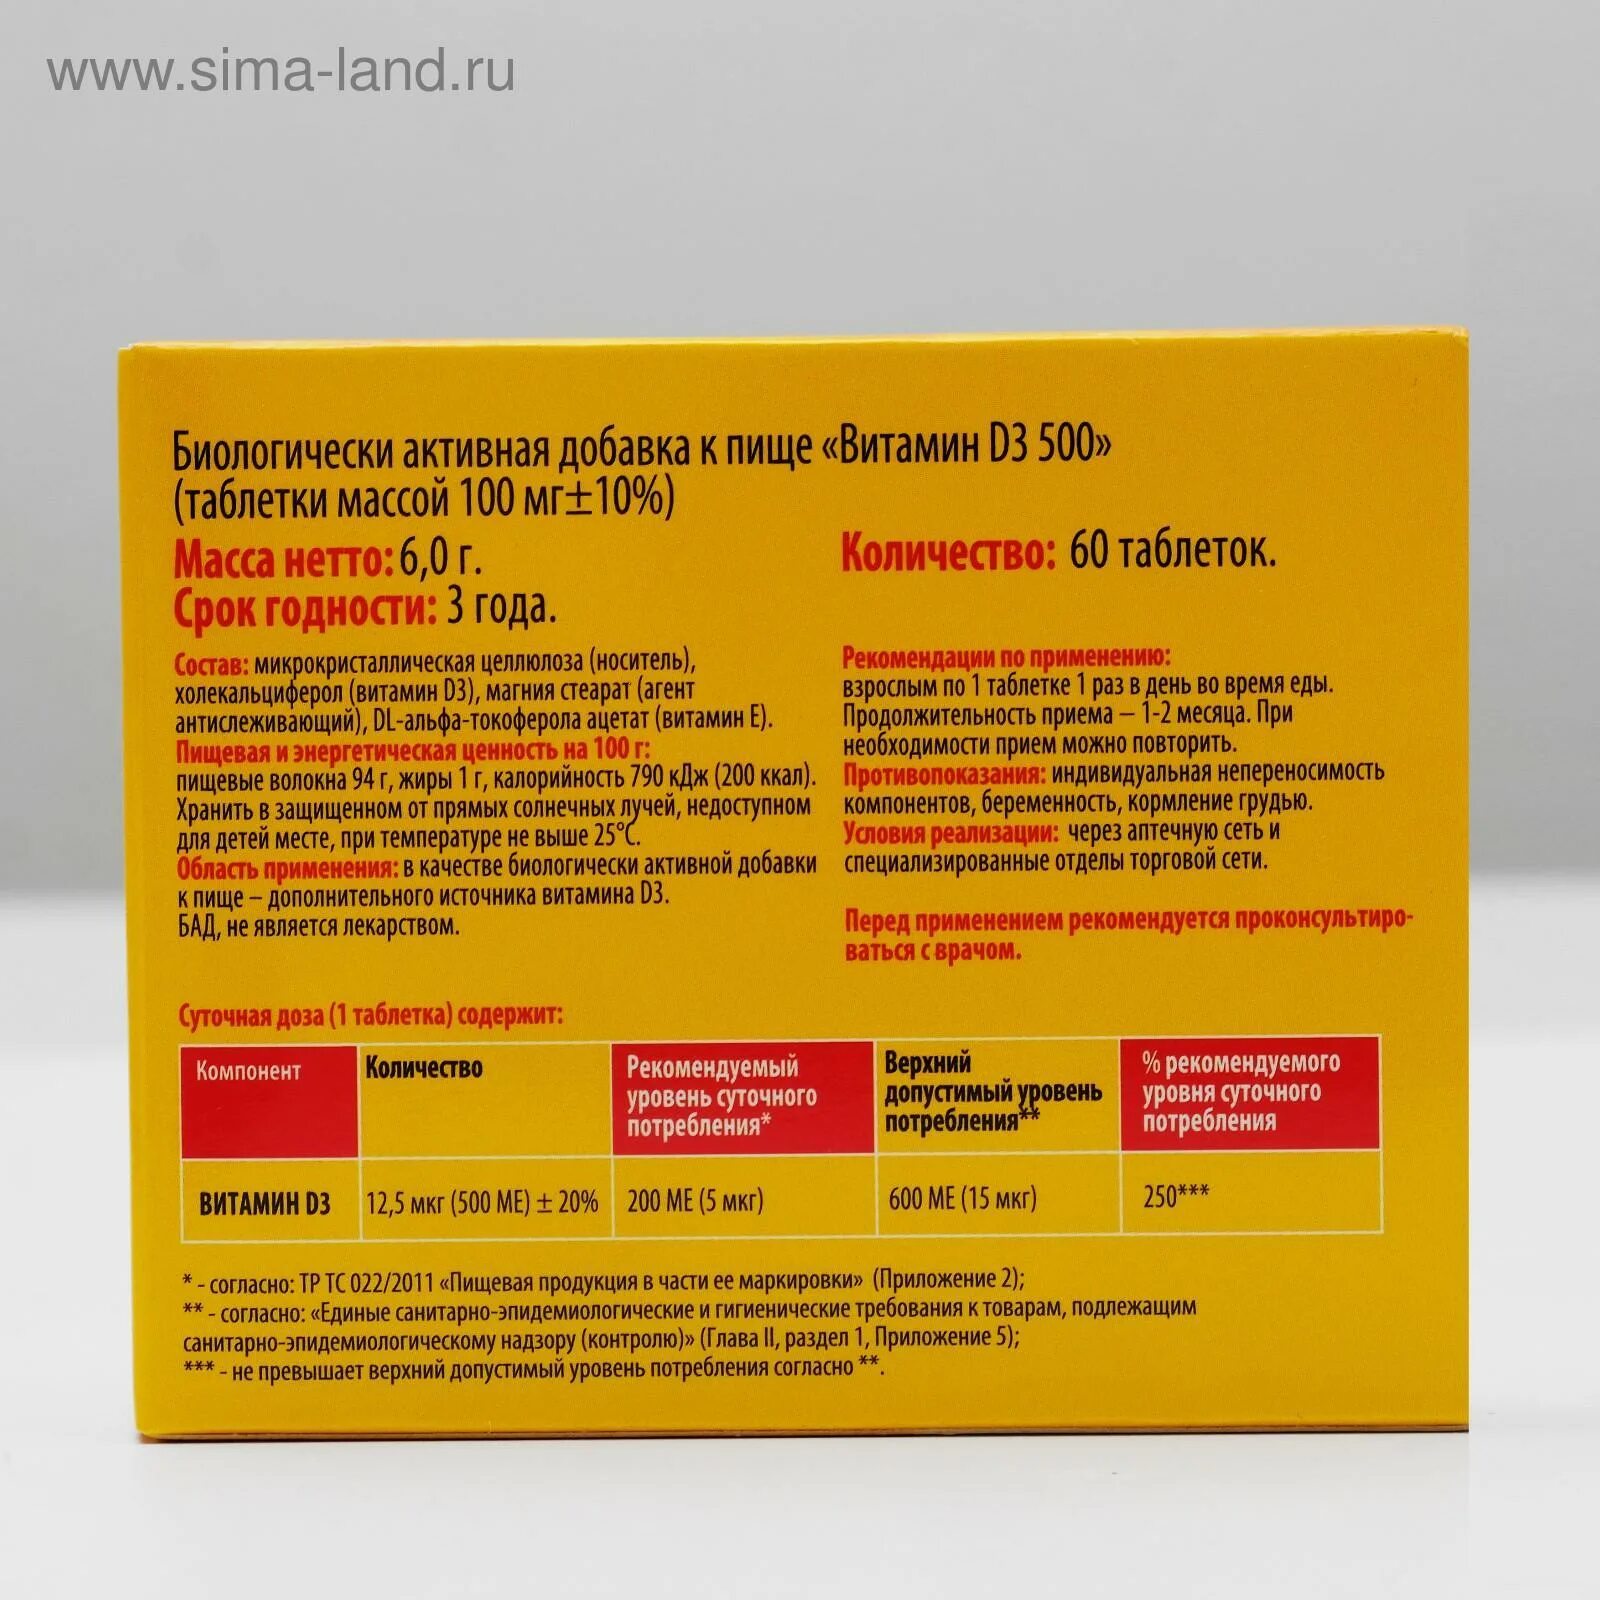 www.sima-land.ru
Биологически активная добавка к пище «Витамин D3 500»
(таблетки массой 100 мг±10%)
Масса нетто: 6,0 г.
Срок годности: 3 года.
Количество: 60 таблеток.
Состав: микрокристаллическая целлюлоза (носитель),
холекальциферол (витамин D3), магния стеарат (агент
антислеживающий), DL-альфа-токоферола ацетат (витамин Е).
Пищевая и энергетическая ценность на 100 г:
пищевые волокна 94 г, жиры 1 г, калорийность 790 кДж (200 ккал).
Хранить в защищенном от прямых солнечных лучей, недоступном
для детей месте, при температуре не выше 25°С.
Область применения: в качестве биологически активной добавки
к пище – дополнительного источника витамина D3.
БАД, не является лекарством.
Рекомендации по применению:
взрослым по 1 таблетке 1 раз в день во время еды.
Продолжительность приема – 1-2 месяца. При
необходимости прием можно повторить.
Противопоказания: индивидуальная непереносимость
компонентов, беременность, кормление грудью.
Условия реализации: через аптечную сеть и
специализированные отделы торговой сети.
Перед применением рекомендуется проконсультиро-
ваться с врачом.
Суточная доза (1 таблетка) содержит:
Компонент
Количество
Рекомендуемый
уровень суточного
потребления*
Верхний
допустимый уровень
потребления**
% рекомендуемого
уровня суточного
потребления
ВИТАМИН D3
12,5 мкг (500 МЕ) ± 20%
200 МЕ (5 мкг)
600 МЕ (15 мкг)
250***
* - согласно: ТР ТС 022/2011 «Пищевая продукция в части ее маркировки» (Приложение 2);
** - согласно: «Единые санитарно-эпидемиологические и гигиенические требования к товарам, подлежащим
санитарно-эпидемиологическому надзору (контролю)» (Глава II, раздел 1, Приложение 5);
*** - не превышает верхний допустимый уровень потребления согласно **.